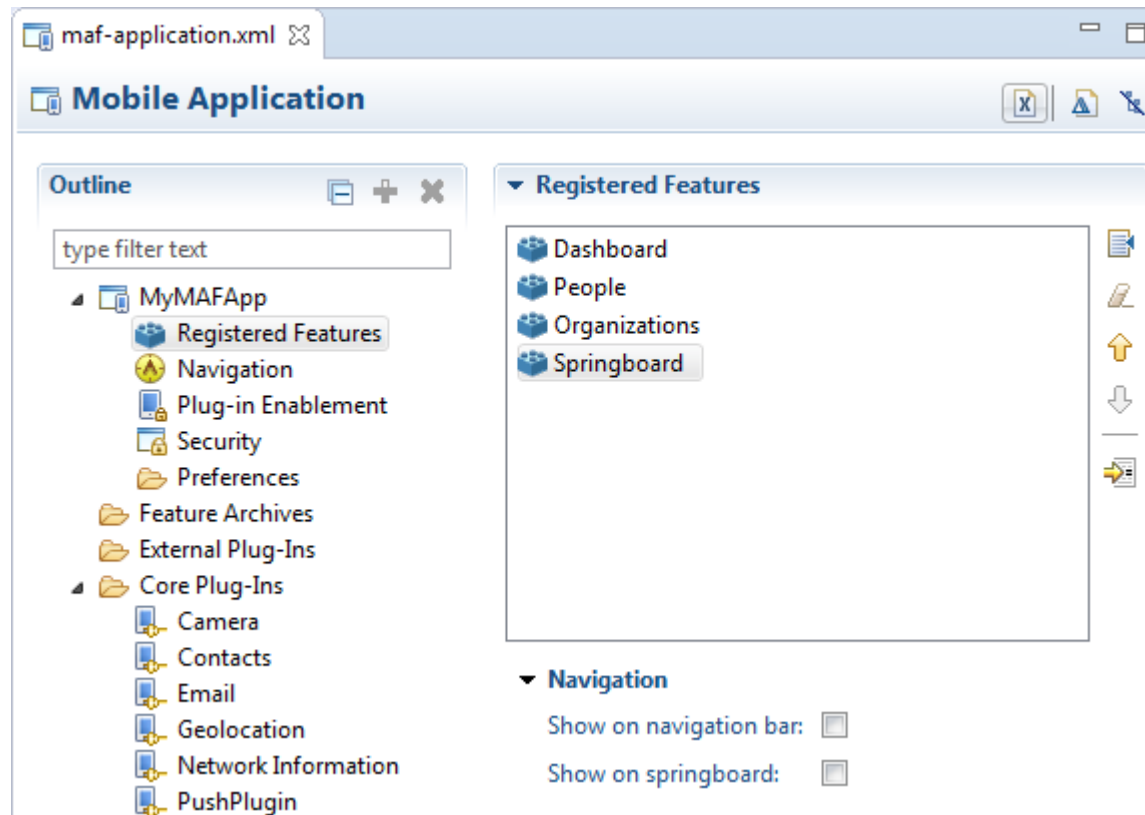 maf-application.xml
Mobile Application
Outline
type filter text
MyMAFApp
Registered Features
Navigation
Plug-in Enablement
Security
Preferences
Feature Archives
External Plug-Ins
Core Plug-Ins
Camera
Contacts
Email
Geolocation
Network Information
PushPlugin
Registered Features
Dashboard
People
Organizations
Springboard
Navigation
Show on navigation bar:
Show on springboard: